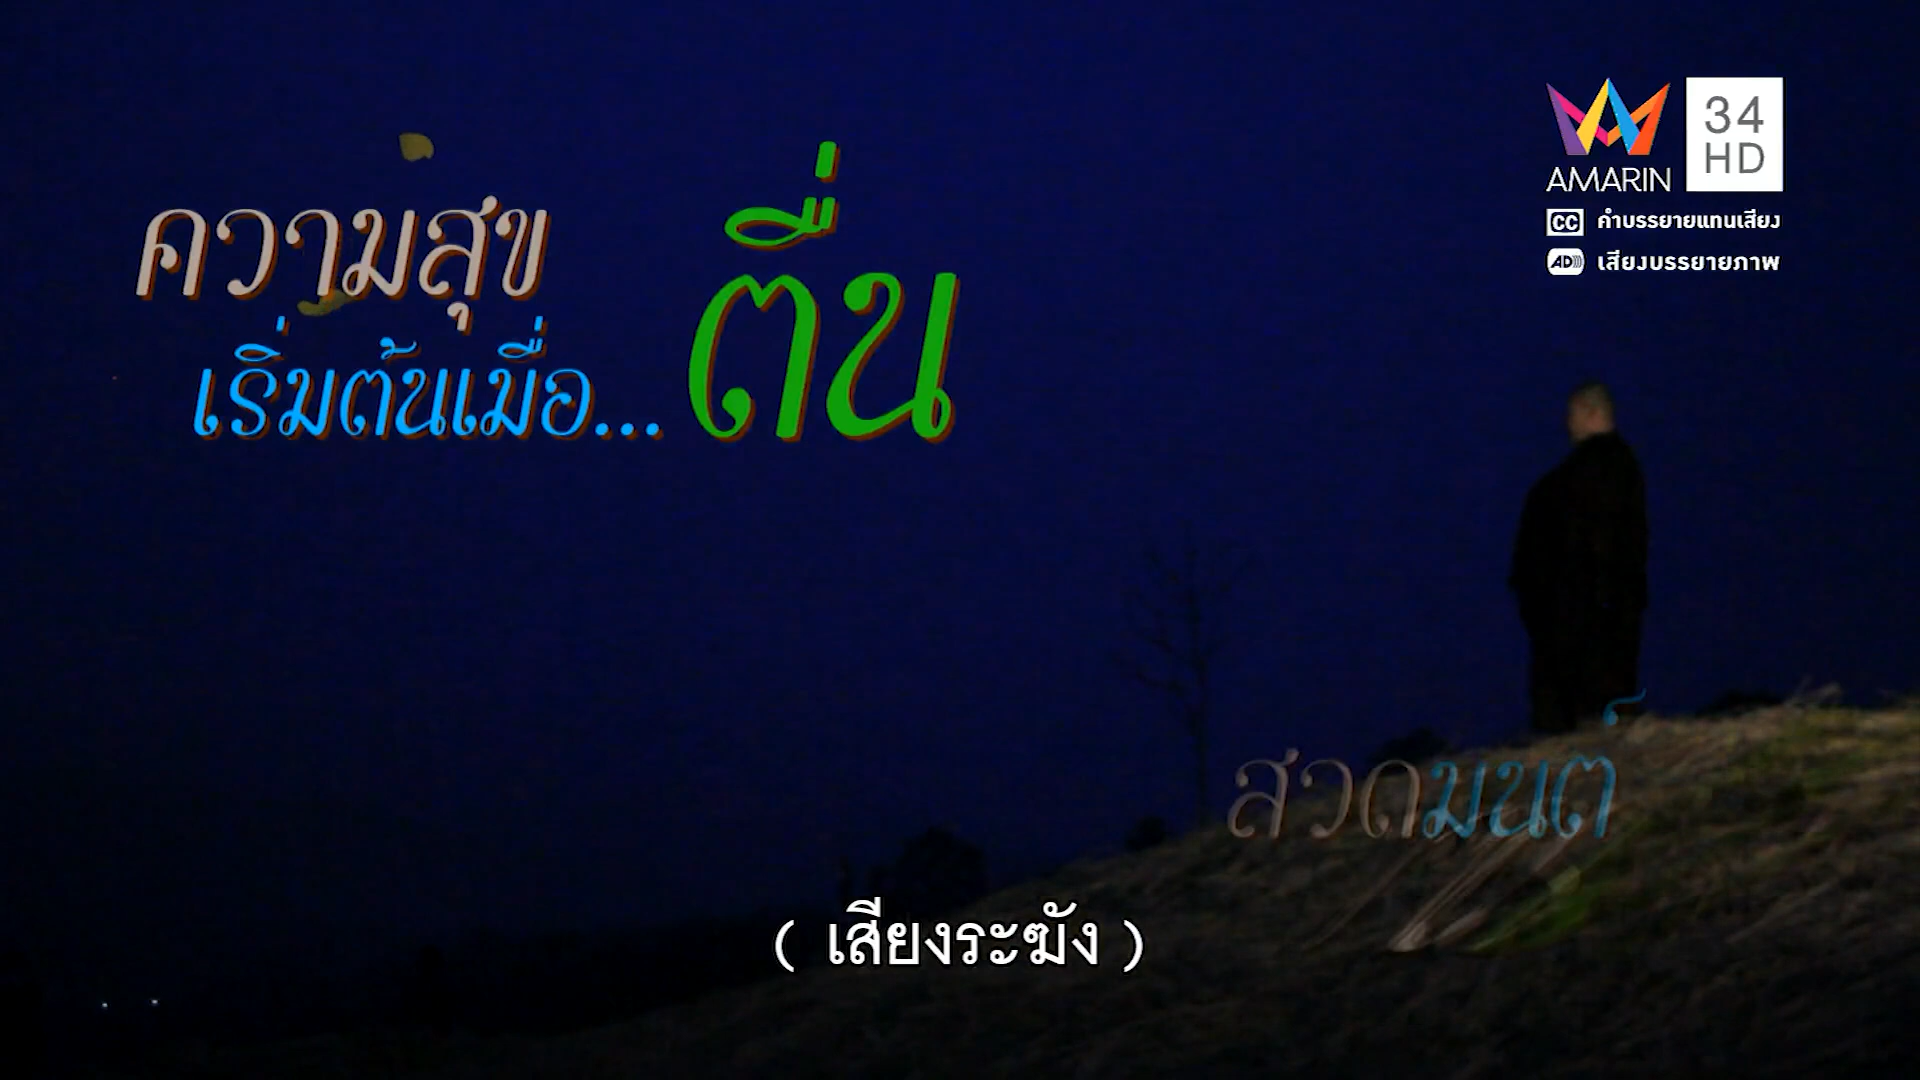 ความสุข
เริ่มต้นเมื่อ... ตื่น
AMARIN
34
HD
CC คำบรรยายแทนเสียง
AD เสียงบรรยายภาพ
สวดมนต์
( เสียงระฆัง )